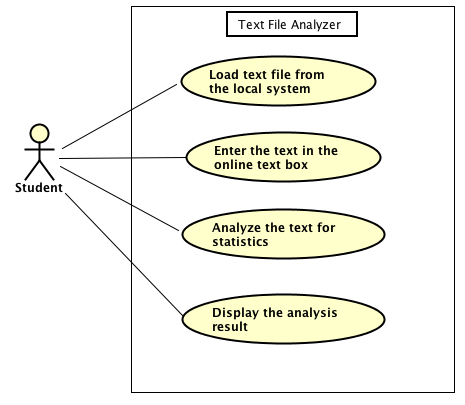 Text File Analyzer
Load text file from
the local system
Enter the text in the
online text box
Student
Analyze the text for
statistics
Display the analysis
result